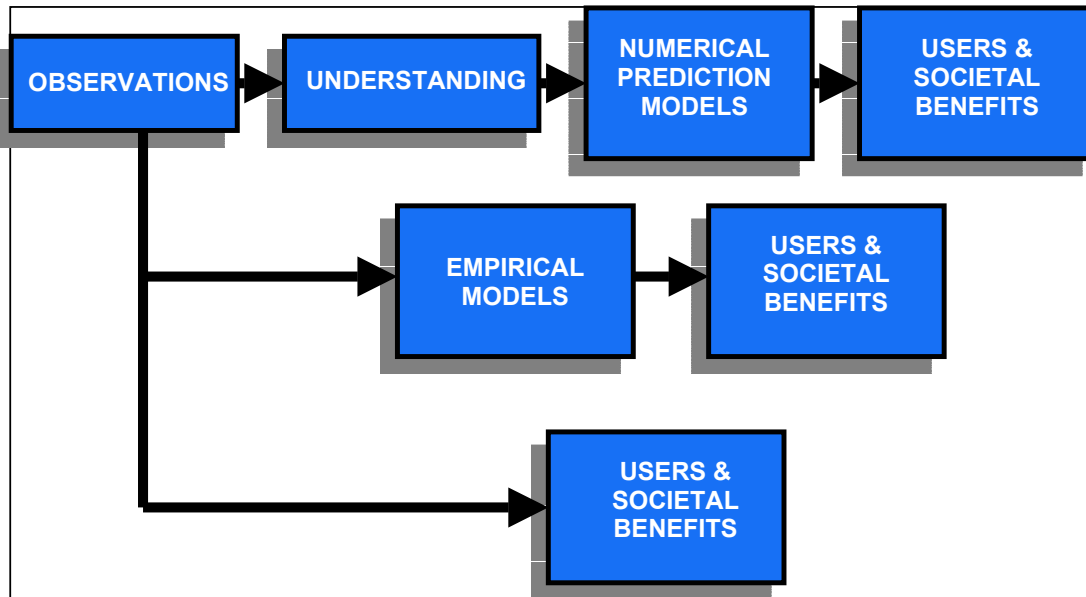 OBSERVATIONS
UNDERSTANDING
NUMERICAL
PREDICTION
MODELS
USERS &
SOCIETAL
BENEFITS
EMPIRICAL
MODELS
USERS &
SOCIETAL
BENEFITS
USERS &
SOCIETAL
BENEFITS